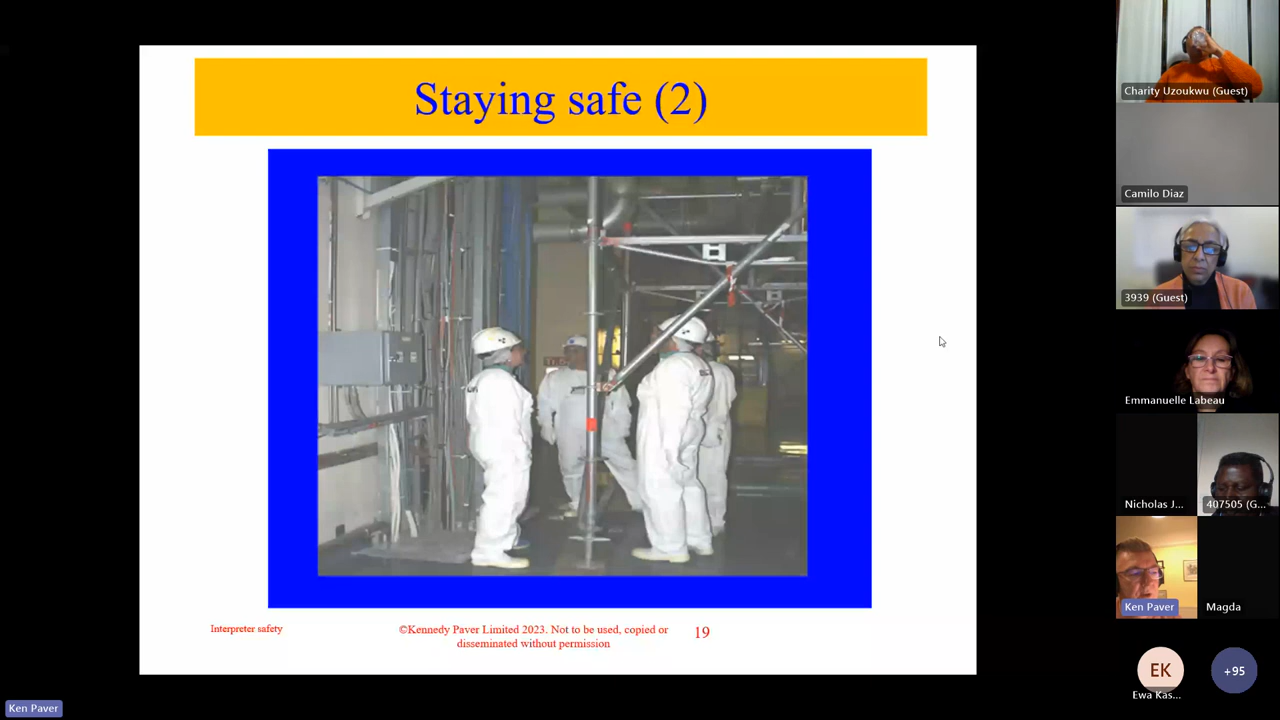 Staying safe (2)
Interpreter safety
©Kennedy Paver Limited 2023. Not to be used, copied or
disseminated without permission
19
Charity Uzoukwu (Guest)
Camilo Diaz
3939 (Guest)
Emmanuelle Labeau
Nicholas J...
407505 (G...
Ken Paver
Magda
EK
Ewa Kas...
+95
Ken Paver